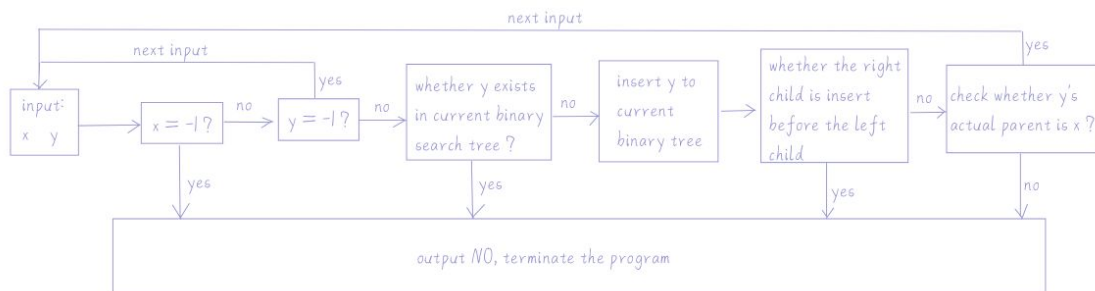 next input
next input
yes
yes
input:
x y
x = -1 ?
no
y = -1 ?
no
whether y exists
in current binary
search tree ?
no
insert y to
current
binary tree
whether the right
child is insert
before the left
child
no
check whether y's
actual parent is x ?
yes
yes
yes
no
output NO, terminate the program